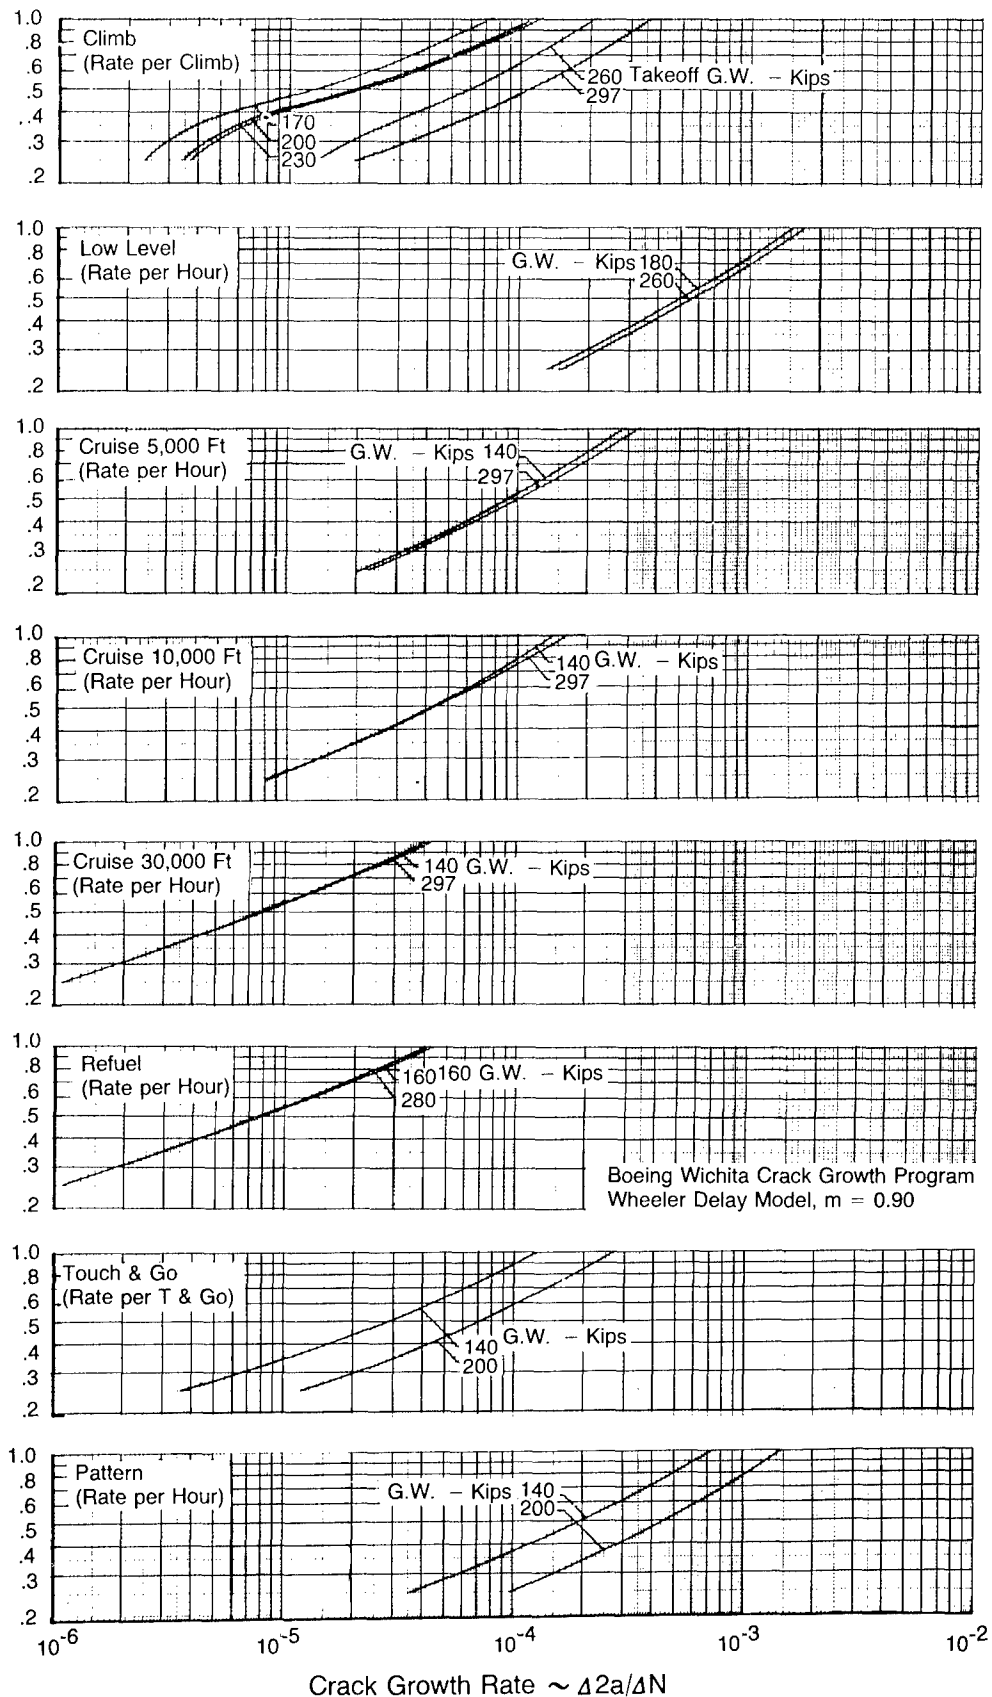 1.0
.8
.6
.5
.4
.3
.2
Climb
(Rate per Climb)
260 Takeoff G.W. – Kips
297
170
200
230
1.0
.8
.6
.5
.4
.3
.2
Low Level
(Rate per Hour)
G.W. – Kips 180
260
1.0
.8
.6
.5
.4
.3
.2
Cruise 5,000 Ft
(Rate per Hour)
G.W. – Kips 140
297
1.0
.8
.6
.5
.4
.3
.2
Cruise 10,000 Ft
(Rate per Hour)
140 G.W. – Kips
297
1.0
.8
.6
.5
.4
.3
.2
Cruise 30,000 Ft
(Rate per Hour)
140 G.W. – Kips
297
1.0
.8
.6
.5
.4
.3
.2
Refuel
(Rate per Hour)
160 160 G.W. – Kips
280
Boeing Wichita Crack Growth Program
Wheeler Delay Model, m = 0.90
1.0
.8
.6
.5
.4
.3
.2
Touch & Go
(Rate per T & Go)
G.W. – Kips
140
200
1.0
.8
.6
.5
.4
.3
.2
Pattern
(Rate per Hour)
G.W. – Kips 140
200
10-6 10-5 10-4 10-3 10-2
Crack Growth Rate ~ Δ2a/ΔN